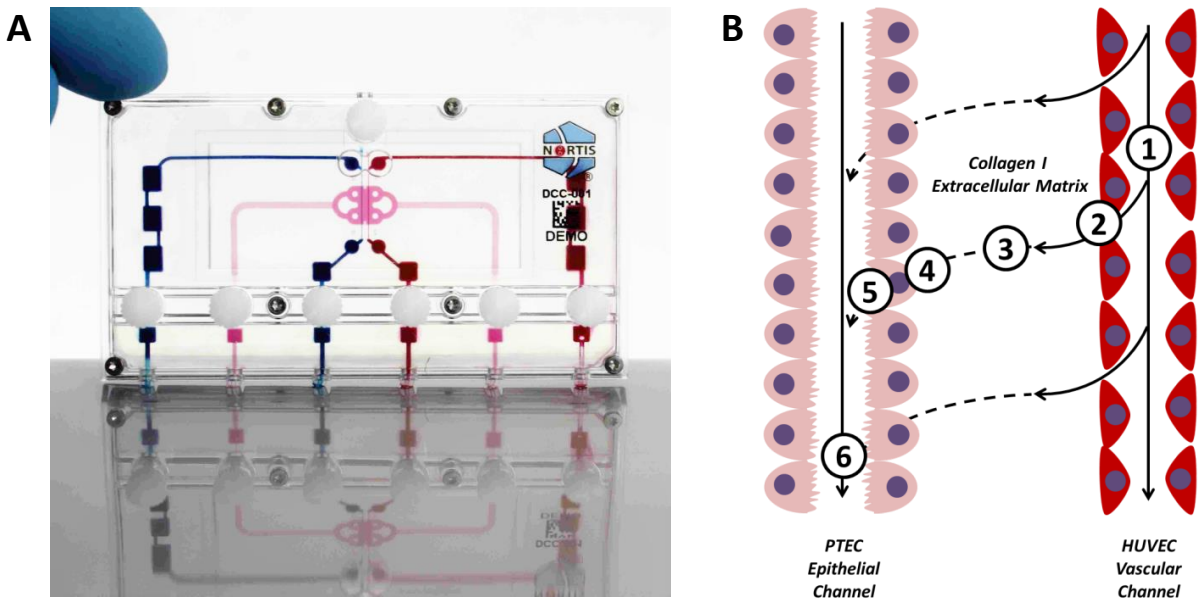 A
NORTIS
®
DCC-001
DEMO
B
1
Collagen I
Extracellular Matrix
2
3
4
5
6
PTEC
Epithelial
Channel
HUVEC
Vascular
Channel